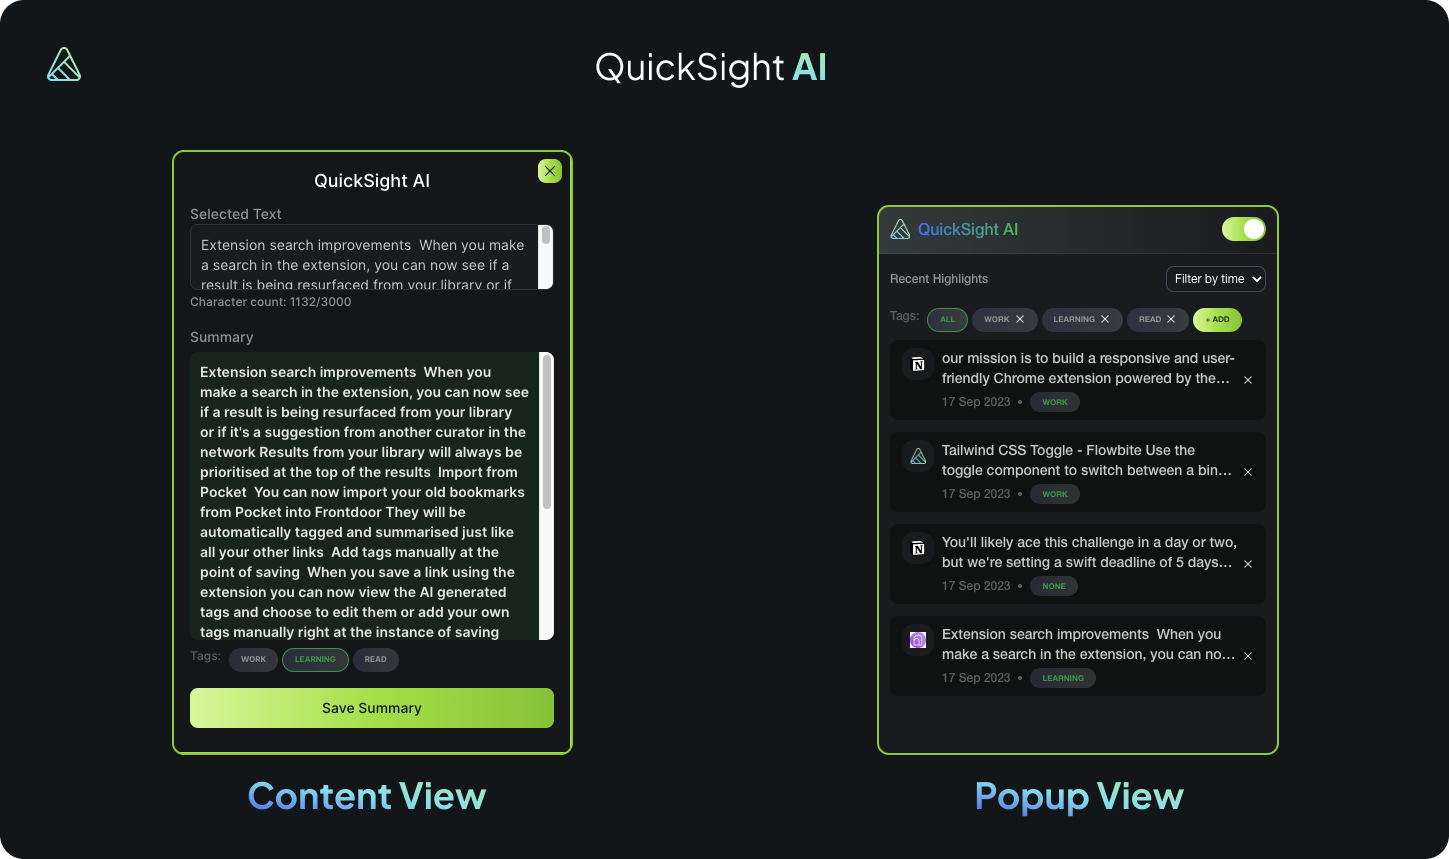 QuickSight AI
QuickSight AI
Selected Text
Extension search improvements  When you make
a search in the extension, you can now see if a
result is being resurfaced from your library or if
Character count: 1132/3000
Summary
Extension search improvements  When you
make a search in the extension, you can now see
if a result is being resurfaced from your library
or if it's a suggestion from another curator in the
network Results from your library will always be
prioritised at the top of the results  Import from
Pocket  You can now import your old bookmarks
from Pocket into Frontdoor They will be
automatically tagged and summarised just like
all your other links  Add tags manually at the
point of saving  When you save a link using the
extension you can now view the AI generated
tags and choose to edit them or add your own
tags manually right at the instance of saving
Tags: WORK LEARNING READ
Save Summary
Content View
QuickSight AI
Recent Highlights Filter by time
Tags: ALL WORK LEARNING READ + ADD
our mission is to build a responsive and user-
friendly Chrome extension powered by the...
17 Sep 2023 • WORK
Tailwind CSS Toggle - Flowbite Use the
toggle component to switch between a bin...
17 Sep 2023 • WORK
You'll likely ace this challenge in a day or two,
but we're setting a swift deadline of 5 days...
17 Sep 2023 • NONE
Extension search improvements  When you
make a search in the extension, you can no...
17 Sep 2023 • LEARNING
Popup View